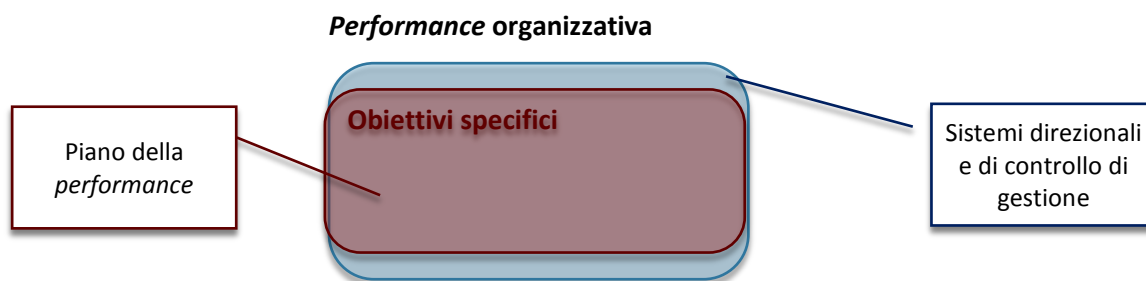 Performance organizzativa
Obiettivi specifici
Piano della
performance
Sistemi direzionali
e di controllo di
gestione